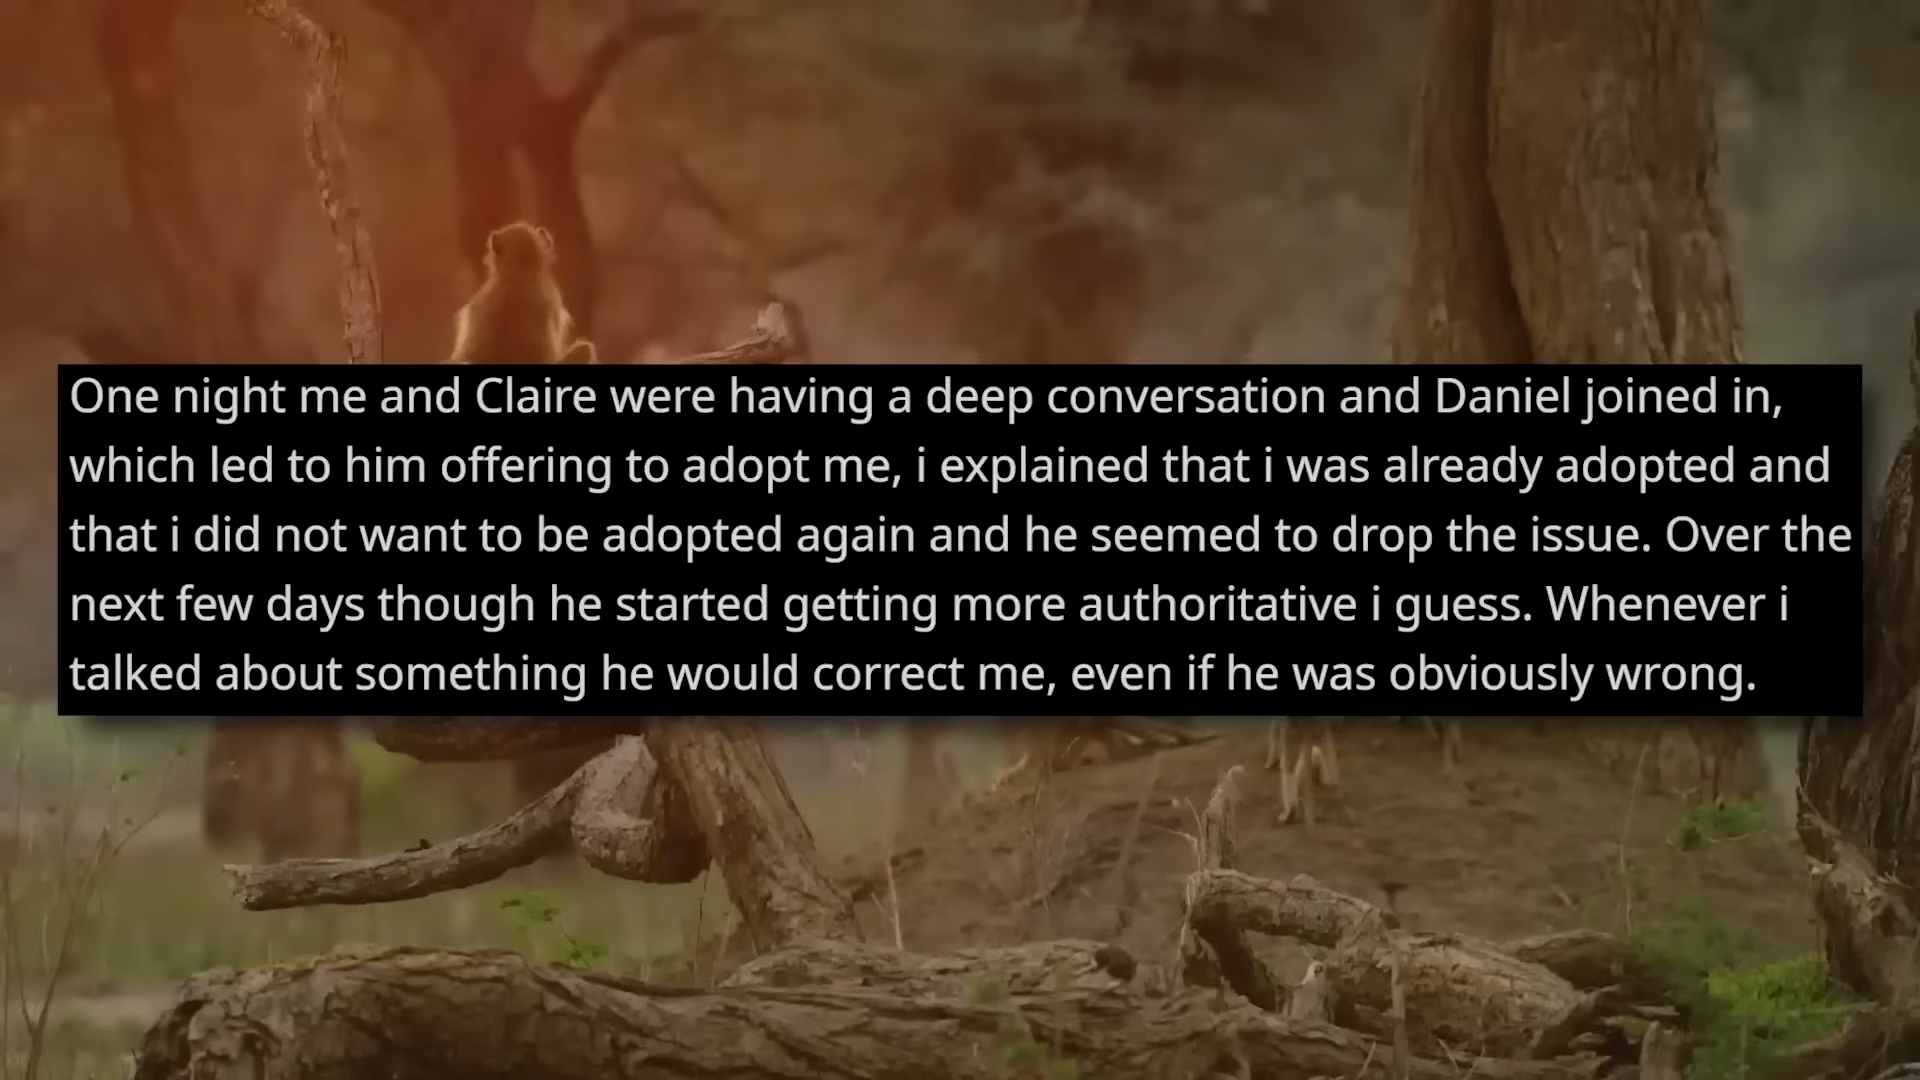 One night me and Claire were having a deep conversation and Daniel joined in,
which led to him offering to adopt me, i explained that i was already adopted and
that i did not want to be adopted again and he seemed to drop the issue. Over the
next few days though he started getting more authoritative i guess. Whenever i
talked about something he would correct me, even if he was obviously wrong.